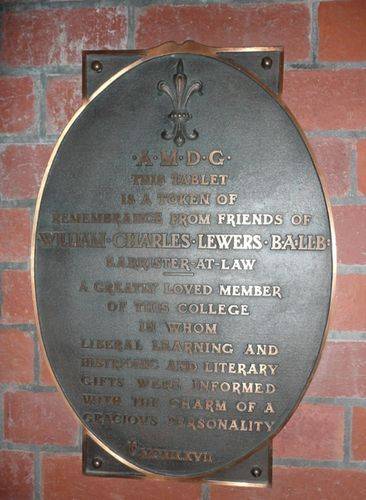 ·A·M·D·G·
THIS TABLET
IS A TOKEN OF
REMEMBRANCE FROM FRIENDS OF
WILLIAM·CHARLES·LEWERS·B·A·LLB·
BARRISTER-AT-LAW
A GREATLY LOVED MEMBER
OF THIS COLLEGE
IN WHOM
LIBERAL LEARNING AND
HISTRIONIC AND LITERARY
GIFTS WERE INFORMED
WITH THE CHARM OF A
GRACIOUS PERSONALITY